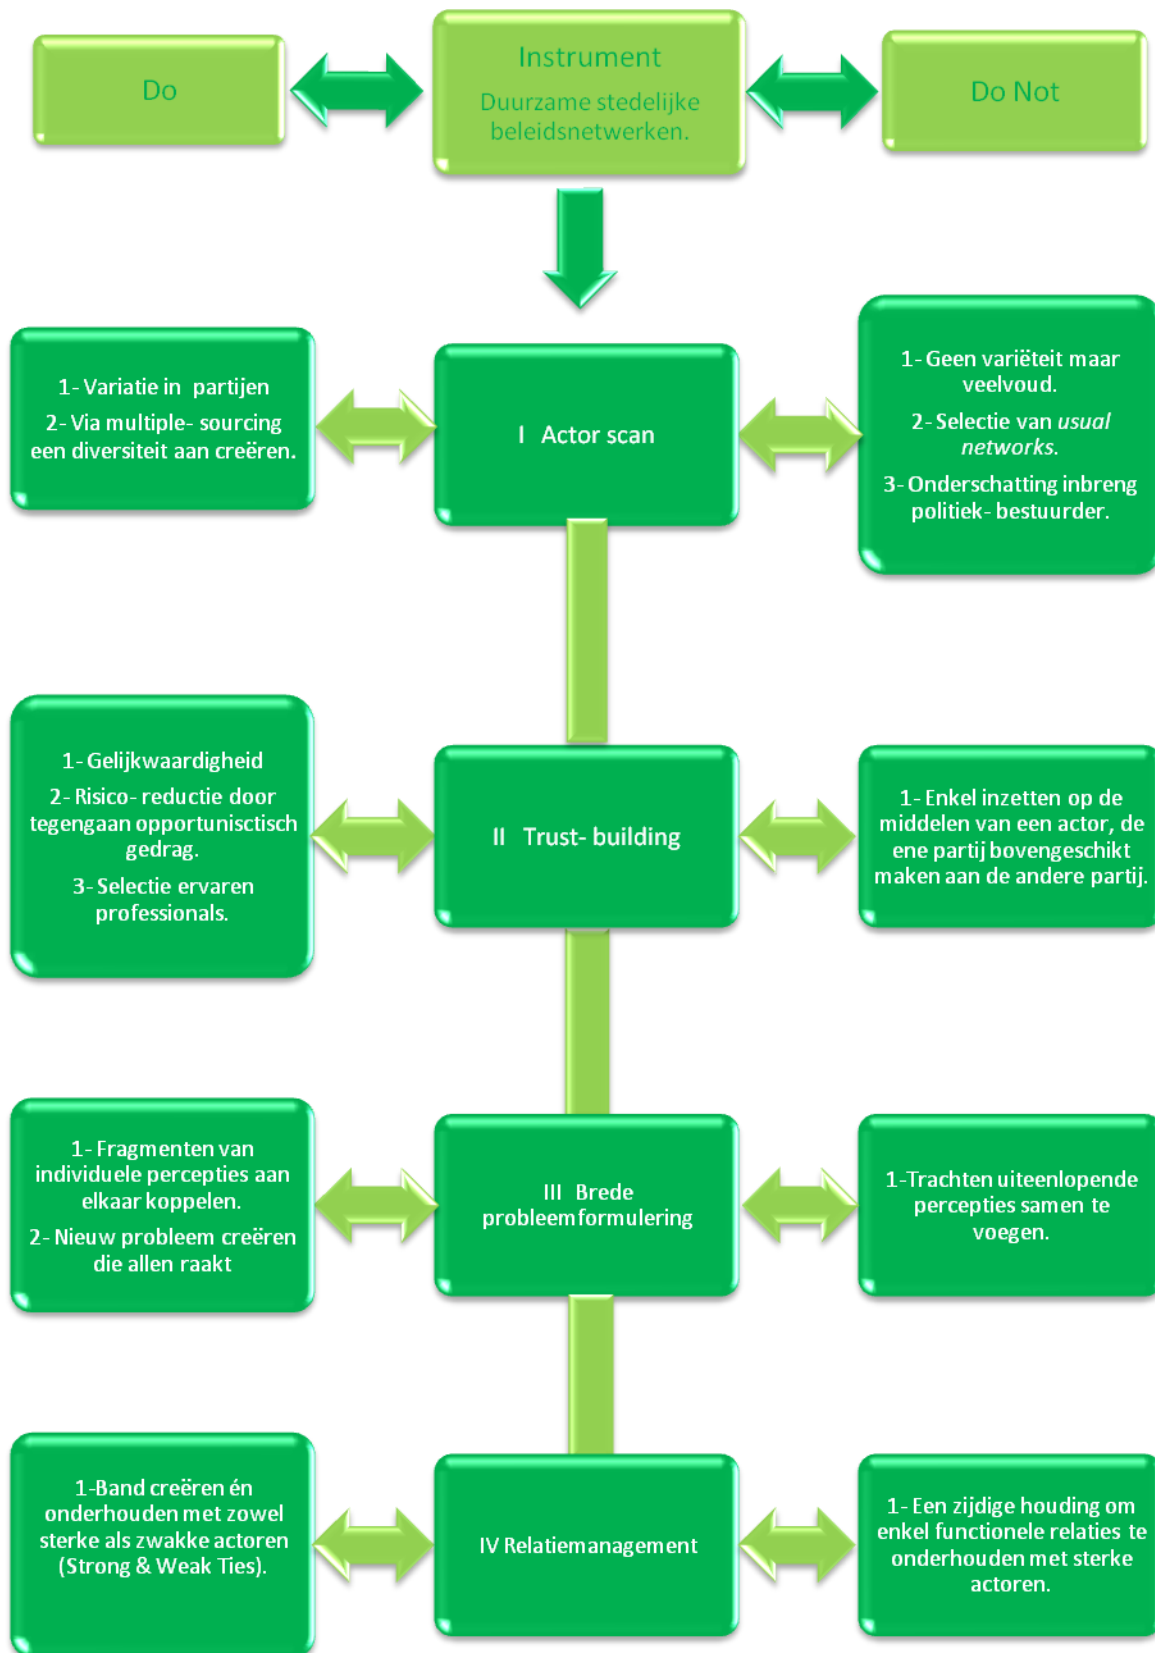 Do
Instrument
Duurzame stedelijke
beleidsnetwerken.
Do Not
1- Variatie in partijen
2- Via multiple- sourcing
een diversiteit aan creëren.
I Actor scan
1- Geen variëteit maar
veelvoud.
2- Selectie van usual
networks.
3- Onderschatting inbreng
politiek- bestuurder.
1- Gelijkwaardigheid
2- Risico- reductie door
tegengaan opportunisctisch
gedrag.
3- Selectie ervaren
professionals.
II Trust- building
1- Enkel inzetten op de
middelen van een actor, de
ene partij bovengeschikt
maken aan de andere partij.
1- Fragmenten van
individuele percepties aan
elkaar koppelen.
2- Nieuw probleem creëren
die allen raakt
III Brede
probleemformulering
1-Trachten uiteenlopende
percepties samen te
voegen.
1-Band creëren én
onderhouden met zowel
sterke als zwakke actoren
(Strong & Weak Ties).
IV Relatiemanagement
1- Een zijdige houding om
enkel functionele relaties te
onderhouden met sterke
actoren.